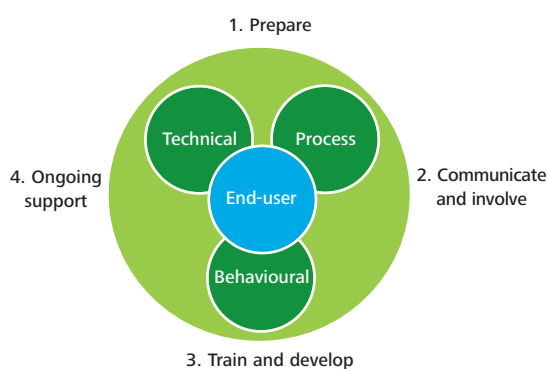 1. Prepare
Technical
Process
4. Ongoing
support
End-user
2. Communicate
and involve
Behavioural
3. Train and develop